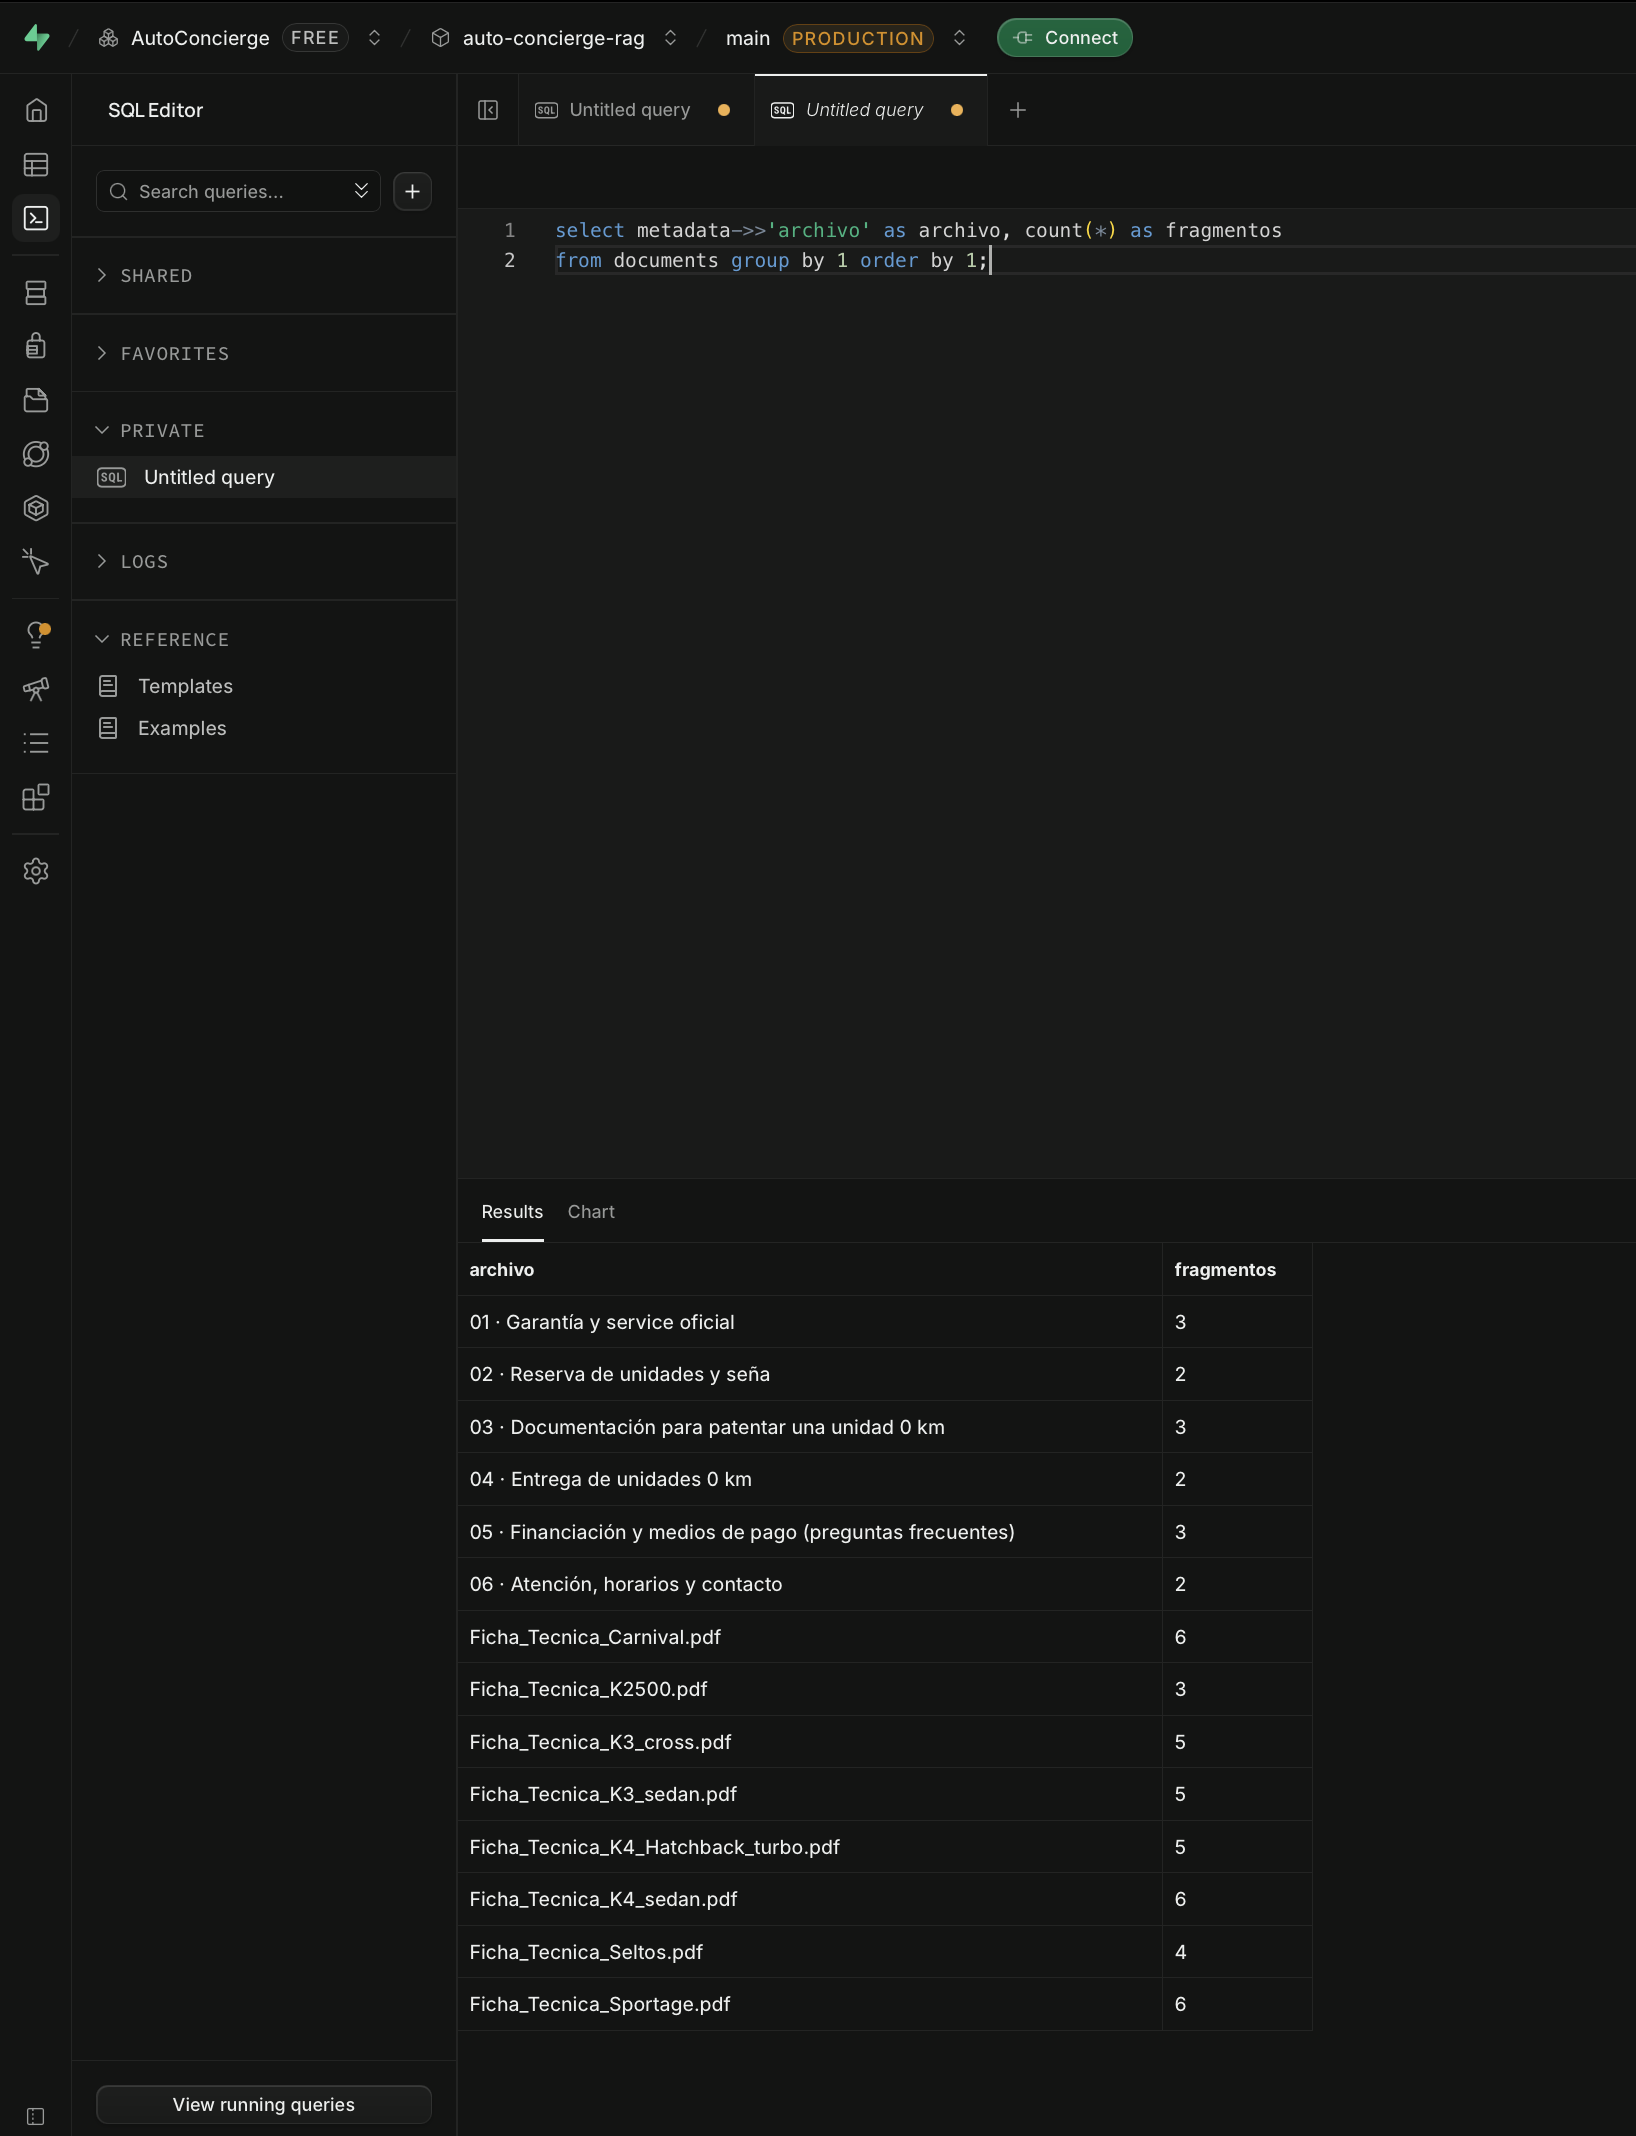 AutoConcierge FREE auto-concierge-rag main PRODUCTION Connect
SQL Editor
SQL Untitled query
SQL Untitled query
Search queries...
SHARED
FAVORITES
PRIVATE
SQL Untitled query
LOGS
REFERENCE
Templates
Examples
View running queries
1 select metadata->>'archivo' as archivo, count(*) as fragmentos
2 from documents group by 1 order by 1;
Results Chart
archivo fragmentos
01 · Garantía y service oficial 3
02 · Reserva de unidades y seña 2
03 · Documentación para patentar una unidad 0 km 3
04 · Entrega de unidades 0 km 2
05 · Financiación y medios de pago (preguntas frecuentes) 3
06 · Atención, horarios y contacto 2
Ficha_Tecnica_Carnival.pdf 6
Ficha_Tecnica_K2500.pdf 3
Ficha_Tecnica_K3_cross.pdf 5
Ficha_Tecnica_K3_sedan.pdf 5
Ficha_Tecnica_K4_Hatchback_turbo.pdf 5
Ficha_Tecnica_K4_sedan.pdf 6
Ficha_Tecnica_Seltos.pdf 4
Ficha_Tecnica_Sportage.pdf 6